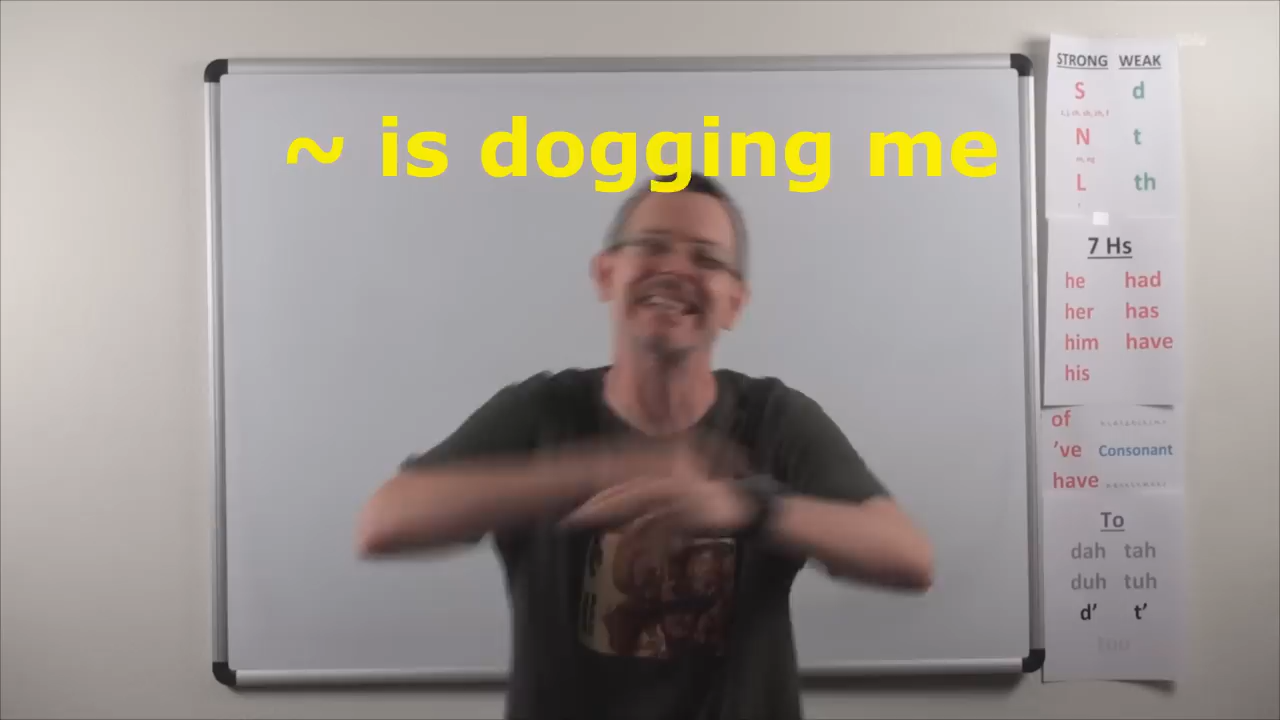 ~ is dogging me
STRONG WEAK
S d
N t
L th
7 Hs
he had
her has
him have
his
of
've Consonant
have
To
dah tah
duh tuh
d' t'
too